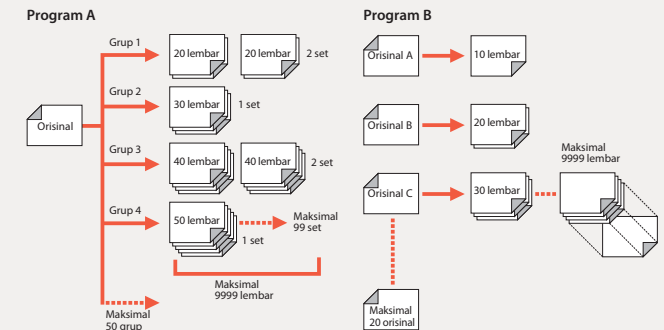 Program A
Grup 1
20 lembar
20 lembar
2 set
Grup 2
30 lembar
1 set
Orisinal
Grup 3
40 lembar
40 lembar
2 set
Grup 4
50 lembar
1 set
Maksimal
99 set
Maksimal
9999 lembar
Maksimal
50 grup
Program B
Orisinal A
10 lembar
Orisinal B
20 lembar
Maksimal
9999 lembar
Orisinal C
30 lembar
Maksimal
20 orisinal